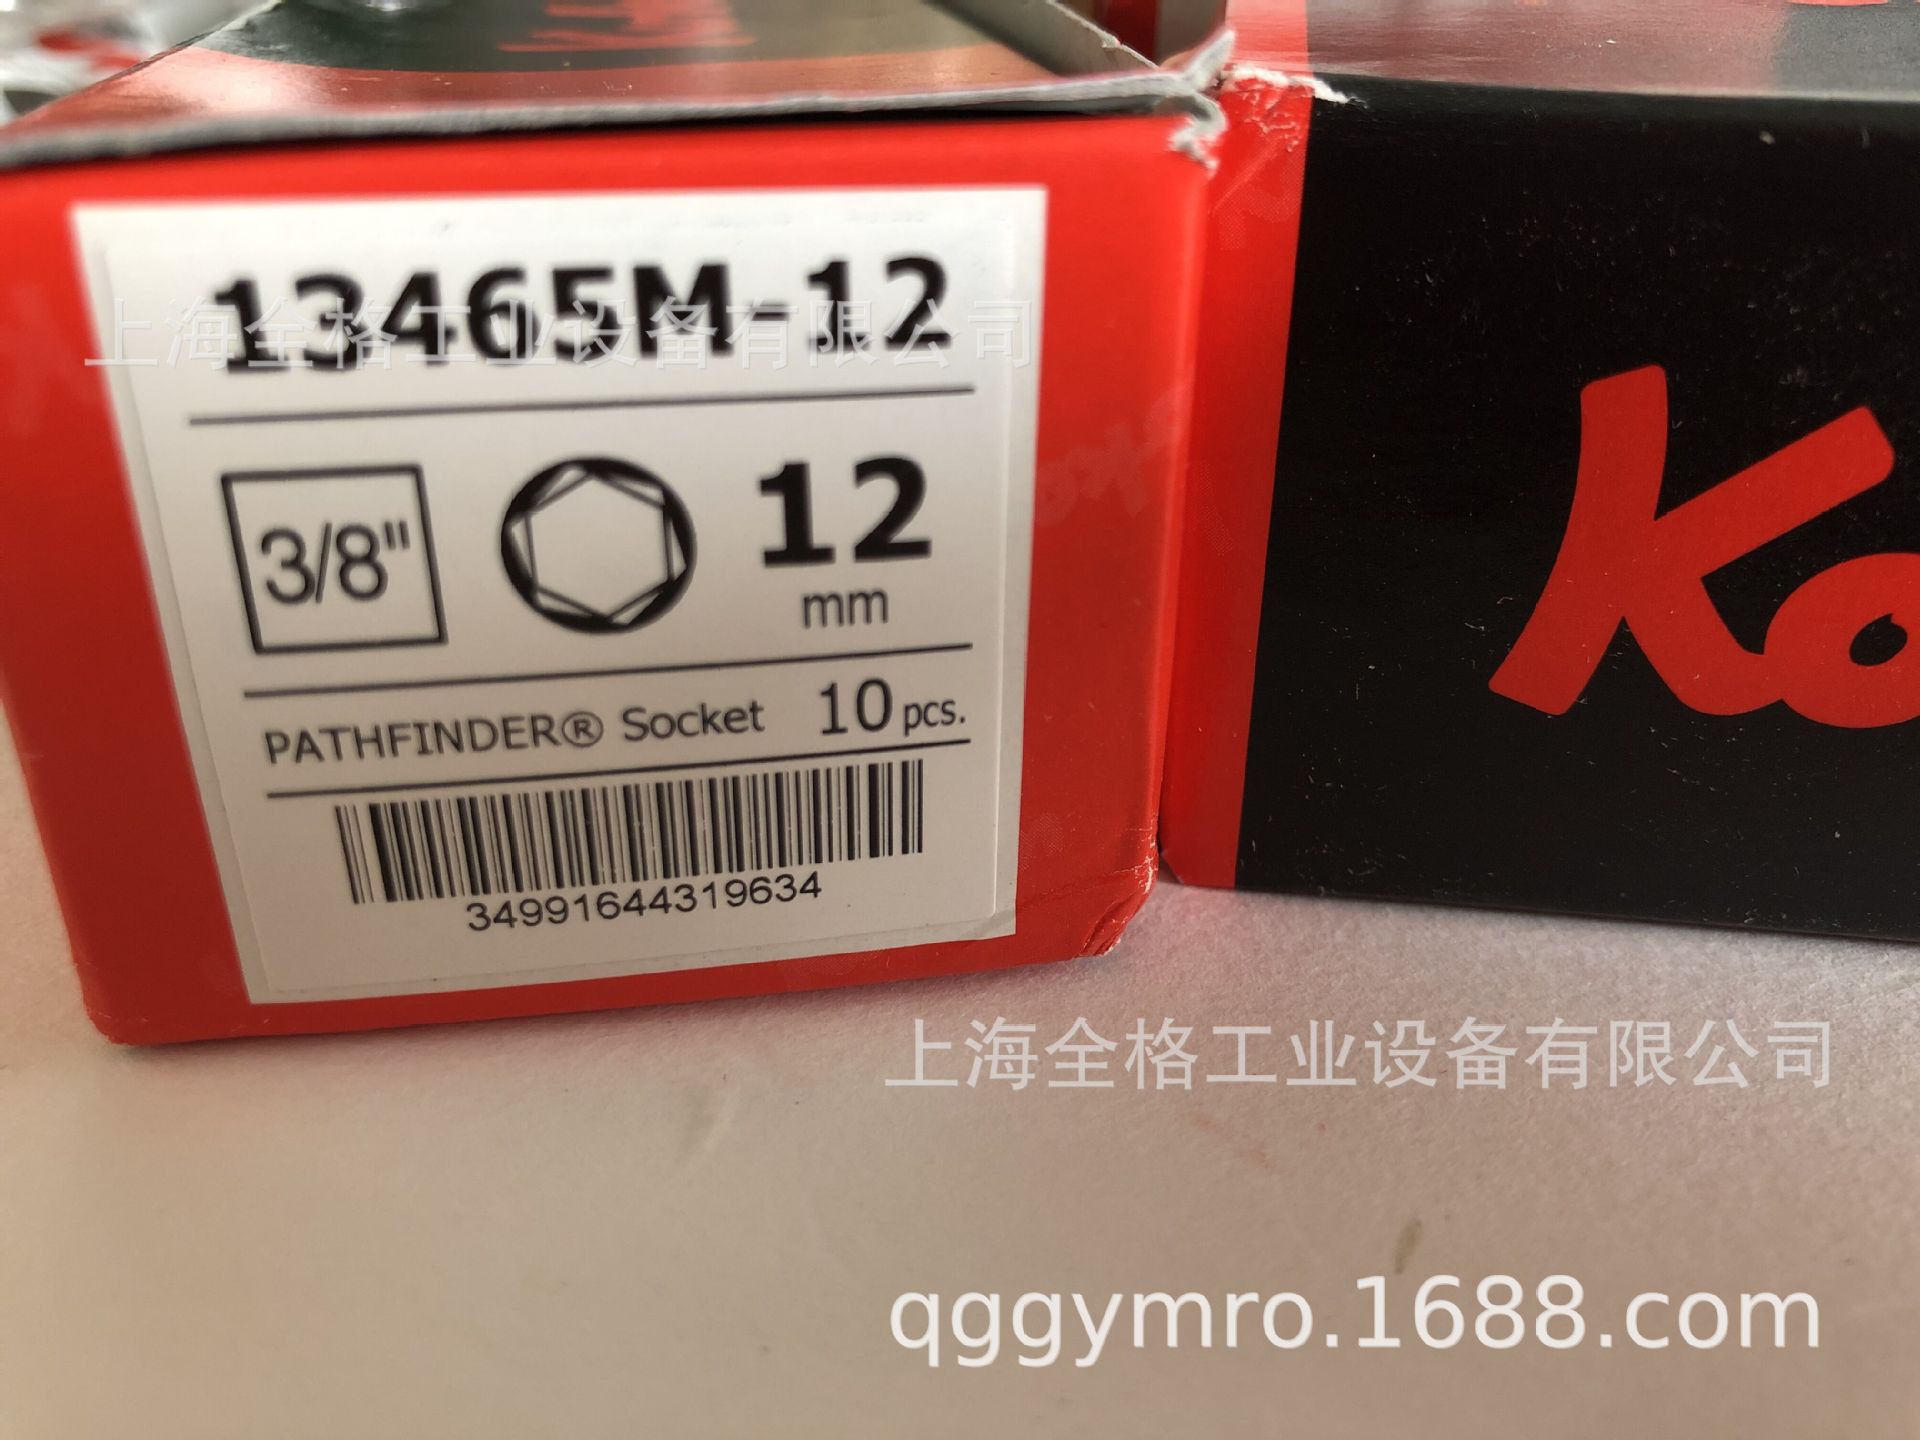 13465M-12
上海全格工业设备有限公司
3/8"
12
mm
PATHFINDER® Socket 10 pcs.
34991644319634
Ko
上海全格工业设备有限公司
qggymro.1688.com